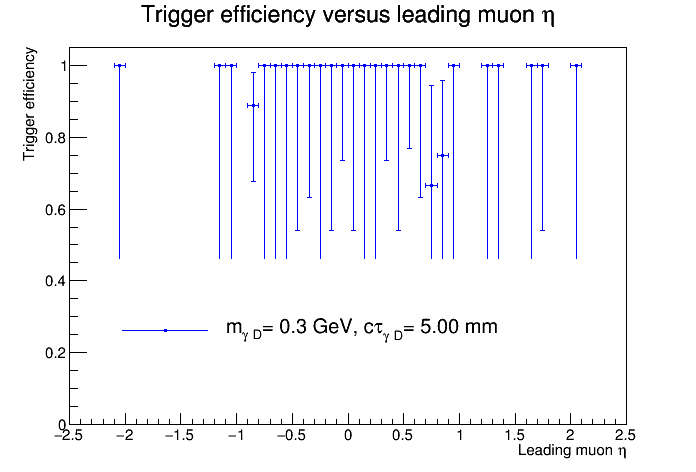 Trigger efficiency versus leading muon η
Trigger efficiency
1
0.8
0.6
0.4
0.2
0
m_γ D= 0.3 GeV, cτ_γ D= 5.00 mm
−2.5 −2 −1.5 −1 −0.5 0 0.5 1 1.5 2 2.5
Leading muon η